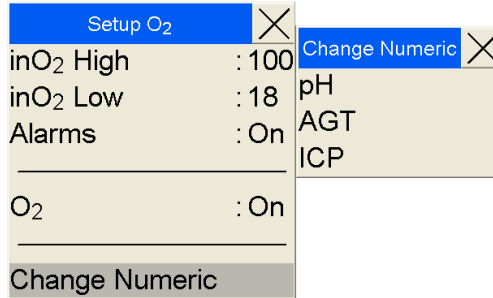 Setup O₂
inO₂ High : 100
inO₂ Low : 18
Alarms : On
O₂ : On
Change Numeric
Change Numeric
pH
AGT
ICP